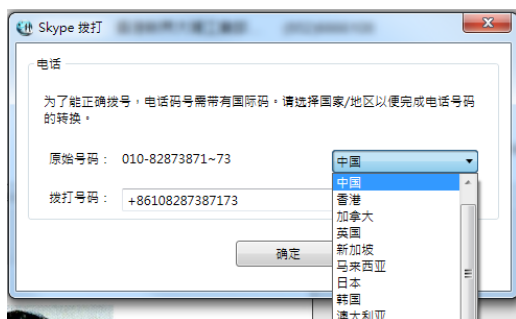 Skype 拨打
电话
为了能正确拨号，电话码号需带有国际码。请选择国家/地区以便完成电话号码
的转换。
原始号码： 010-82873871~73 中国
拨打号码： +86108287387173
中国
香港
加拿大
英国
新加坡
确定
马来西亚
日本
韩国
澳大利亚